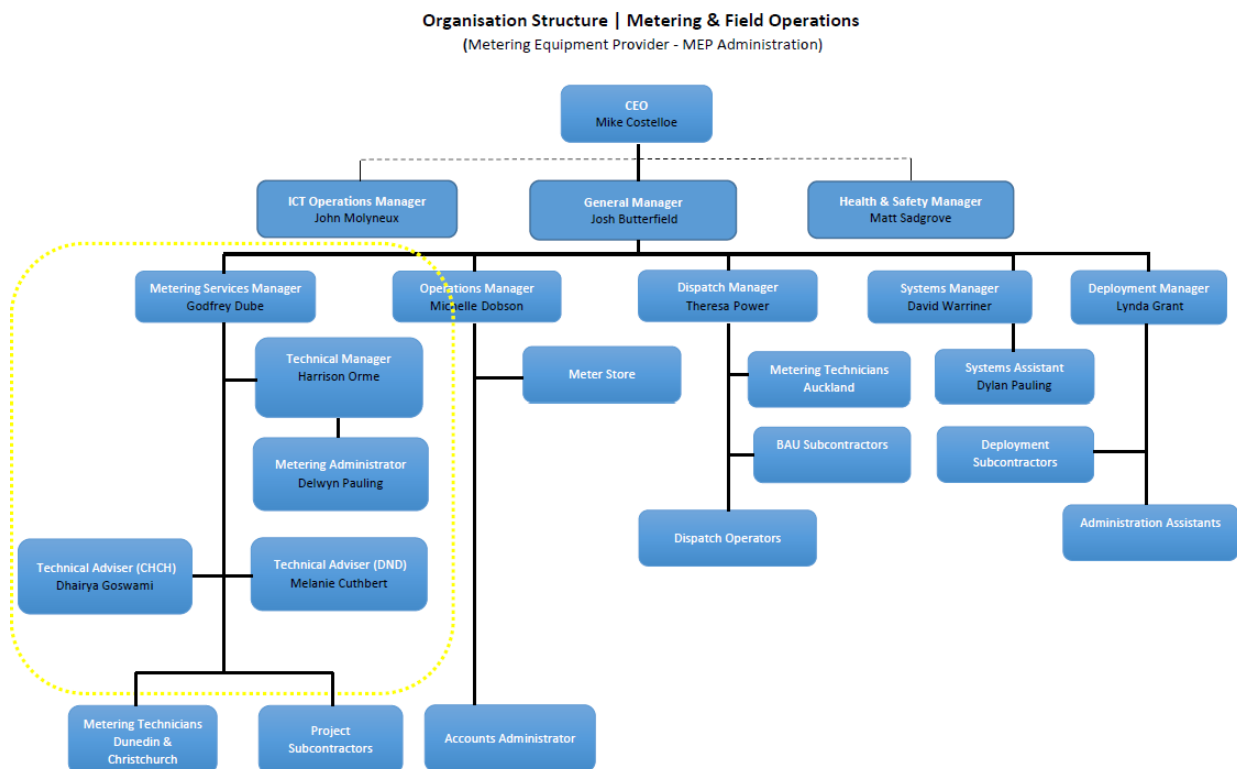 Organisation Structure | Metering & Field Operations
(Metering Equipment Provider - MEP Administration)
CEO
Mike Costelloe
ICT Operations Manager
John Molyneux
General Manager
Josh Butterfield
Health & Safety Manager
Matt Sadgrove
Metering Services Manager
Godfrey Dube
Operations Manager
Michelle Dobson
Dispatch Manager
Theresa Power
Systems Manager
David Warriner
Deployment Manager
Lynda Grant
Technical Manager
Harrison Orme
Meter Store
Metering Technicians
Auckland
Systems Assistant
Dylan Pauling
Metering Administrator
Delwyn Pauling
BAU Subcontractors
Deployment
Subcontractors
Dispatch Operators
Administration Assistants
Technical Adviser (CHCH)
Dhairya Goswami
Technical Adviser (DND)
Melanie Cuthbert
Metering Technicians
Dunedin &
Christchurch
Project
Subcontractors
Accounts Administrator